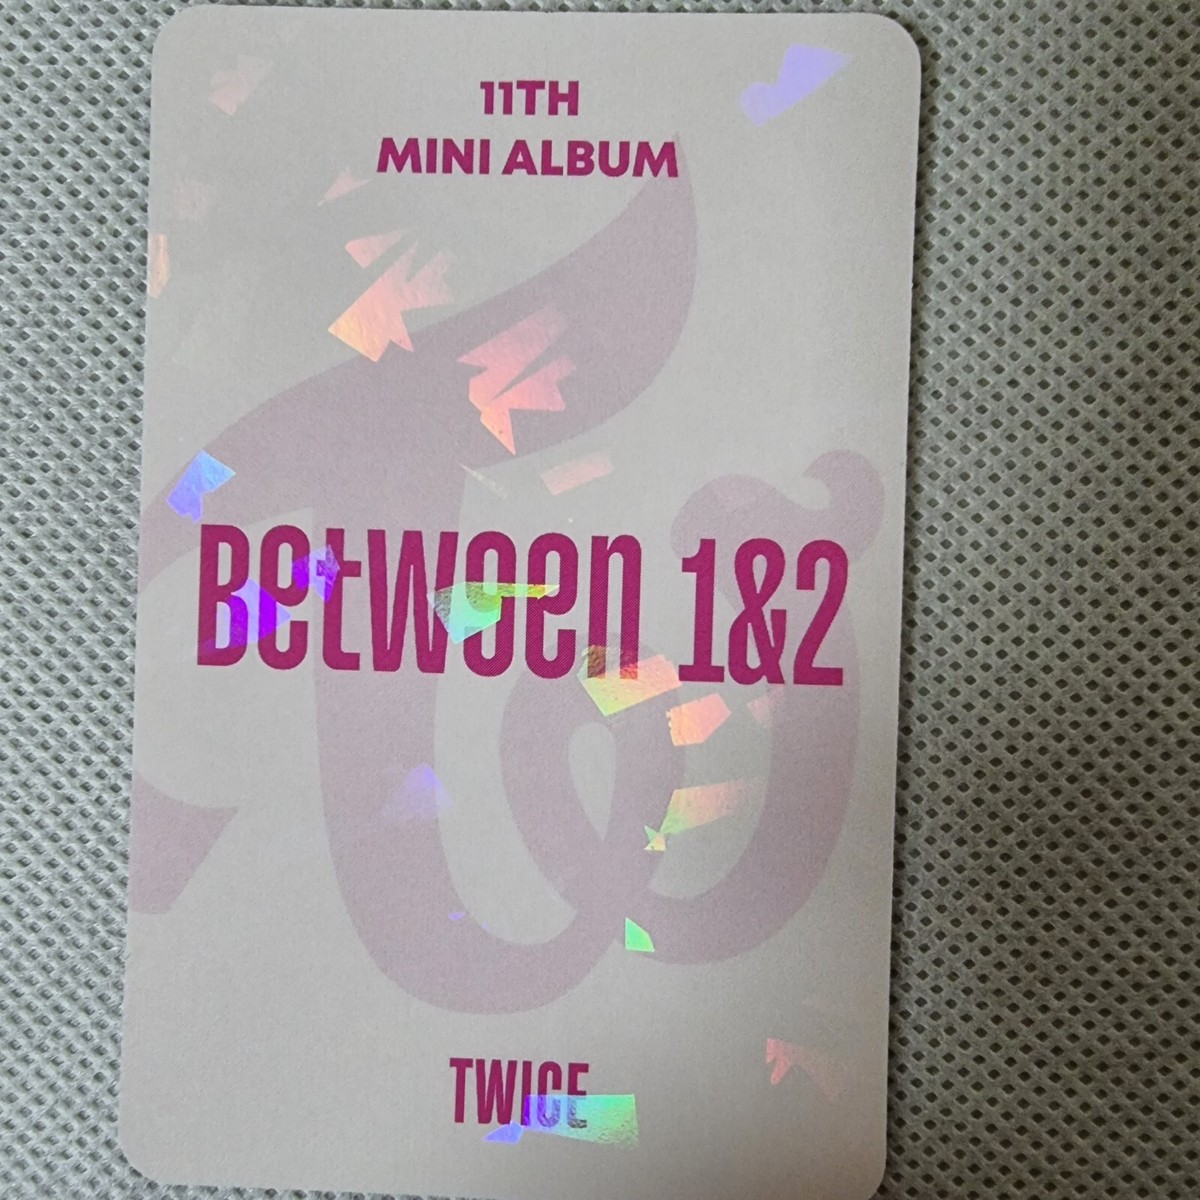 11TH
MINI ALBUM
Between 1&2
TWICE